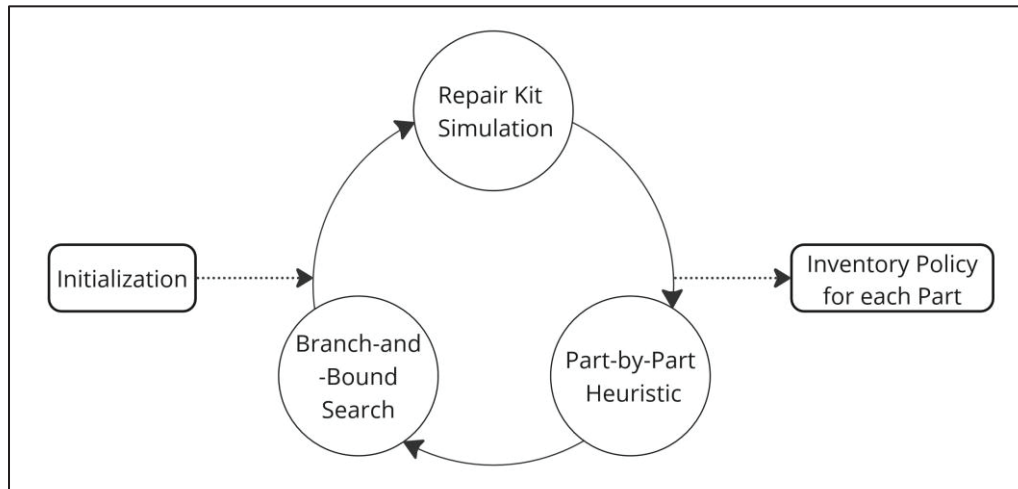 Repair Kit
Simulation
Initialization
Inventory Policy
for each Part
Branch-and
-Bound
Search
Part-by-Part
Heuristic